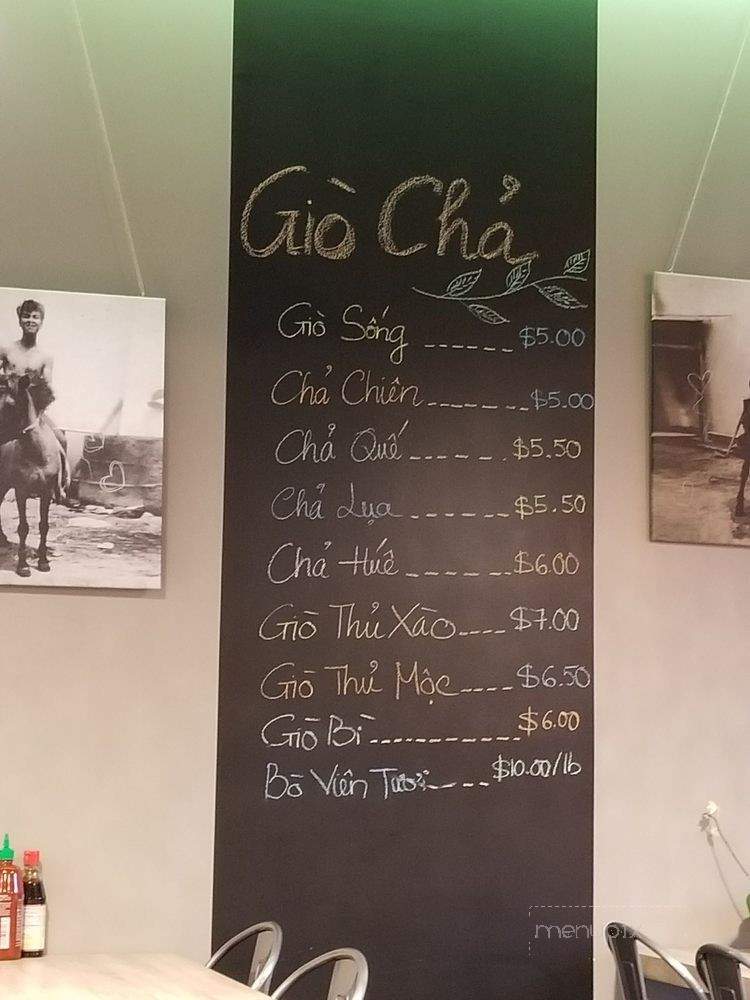 Giò Chả
Giò Sống ------ $5.00
Chả Chiên ------- $5.00
Chả Quế ------ $5.50
Chả Lụa ------ $5.50
Chả Huế ------ $6.00
Giò Thủ Xào ---- $7.00
Giò Thủ Mộc ---- $6.50
Giò Bì ----------- $6.00
Bò Viên Tươi ---- $10.00/lb